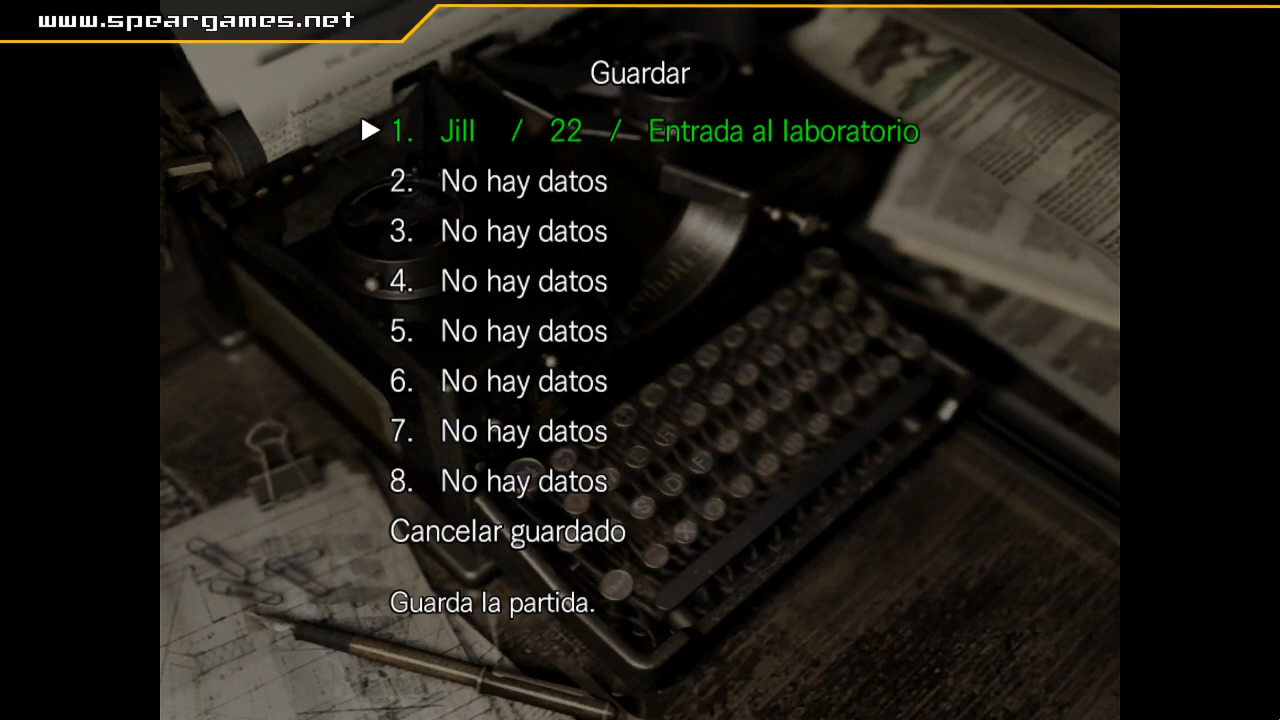 www.speargames.net
Guardar
1. Jill / 22 / Entrada al laboratorio
2. No hay datos
3. No hay datos
4. No hay datos
5. No hay datos
6. No hay datos
7. No hay datos
8. No hay datos
Cancelar guardado
Guarda la partida.